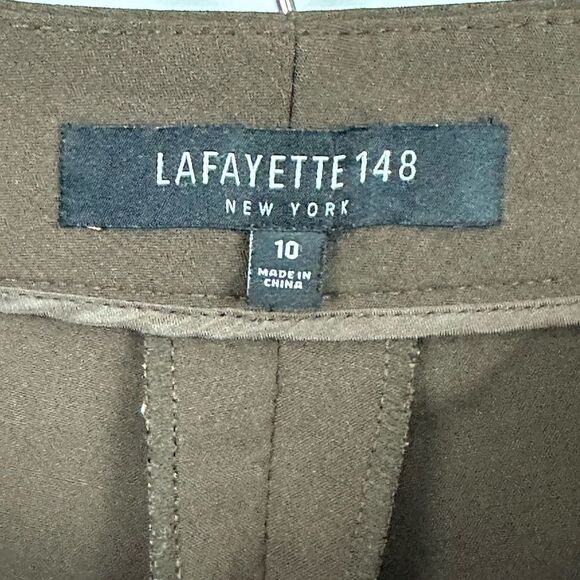 LAFAYETTE 148
NEW YORK
10
MADE IN
CHINA